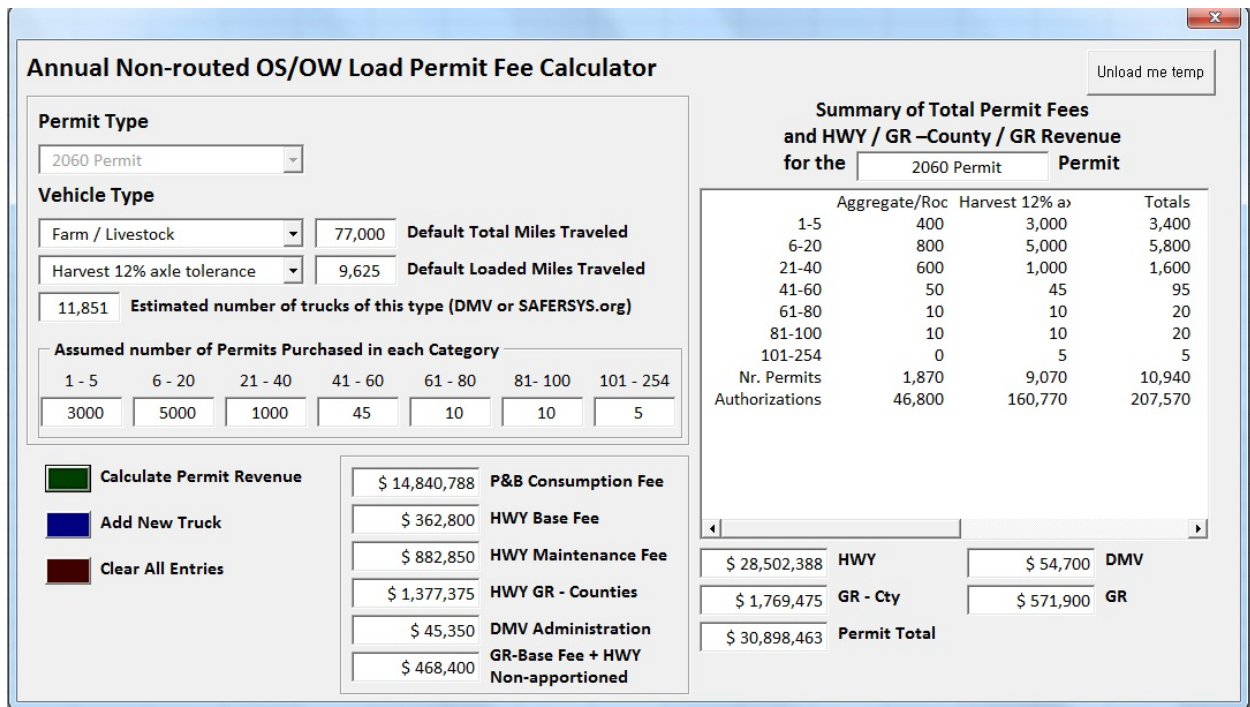 x
Annual Non-routed OS/OW Load Permit Fee Calculator
Unload me temp
Permit Type
2060 Permit
Vehicle Type
Farm / Livestock 77,000 Default Total Miles Traveled
Harvest 12% axle tolerance 9,625 Default Loaded Miles Traveled
11,851 Estimated number of trucks of this type (DMV or SAFERSYS.org)
Assumed number of Permits Purchased in each Category
1 - 5 6 - 20 21 - 40 41 - 60 61 - 80 81- 100 101 - 254
3000 5000 1000 45 10 10 5
Calculate Permit Revenue
Add New Truck
Clear All Entries
$ 14,840,788 P&B Consumption Fee
$ 362,800 HWY Base Fee
$ 882,850 HWY Maintenance Fee
$ 1,377,375 HWY GR - Counties
$ 45,350 DMV Administration
$ 468,400 GR-Base Fee + HWY
Non-apportioned
Summary of Total Permit Fees
and HWY / GR –County / GR Revenue
for the 2060 Permit Permit
Aggregate/Roc Harvest 12% ax Totals
1-5 400 3,000 3,400
6-20 800 5,000 5,800
21-40 600 1,000 1,600
41-60 50 45 95
61-80 10 10 20
81-100 10 10 20
101-254 0 5 5
Nr. Permits 1,870 9,070 10,940
Authorizations 46,800 160,770 207,570
$ 28,502,388 HWY $ 54,700 DMV
$ 1,769,475 GR - Cty $ 571,900 GR
$ 30,898,463 Permit Total